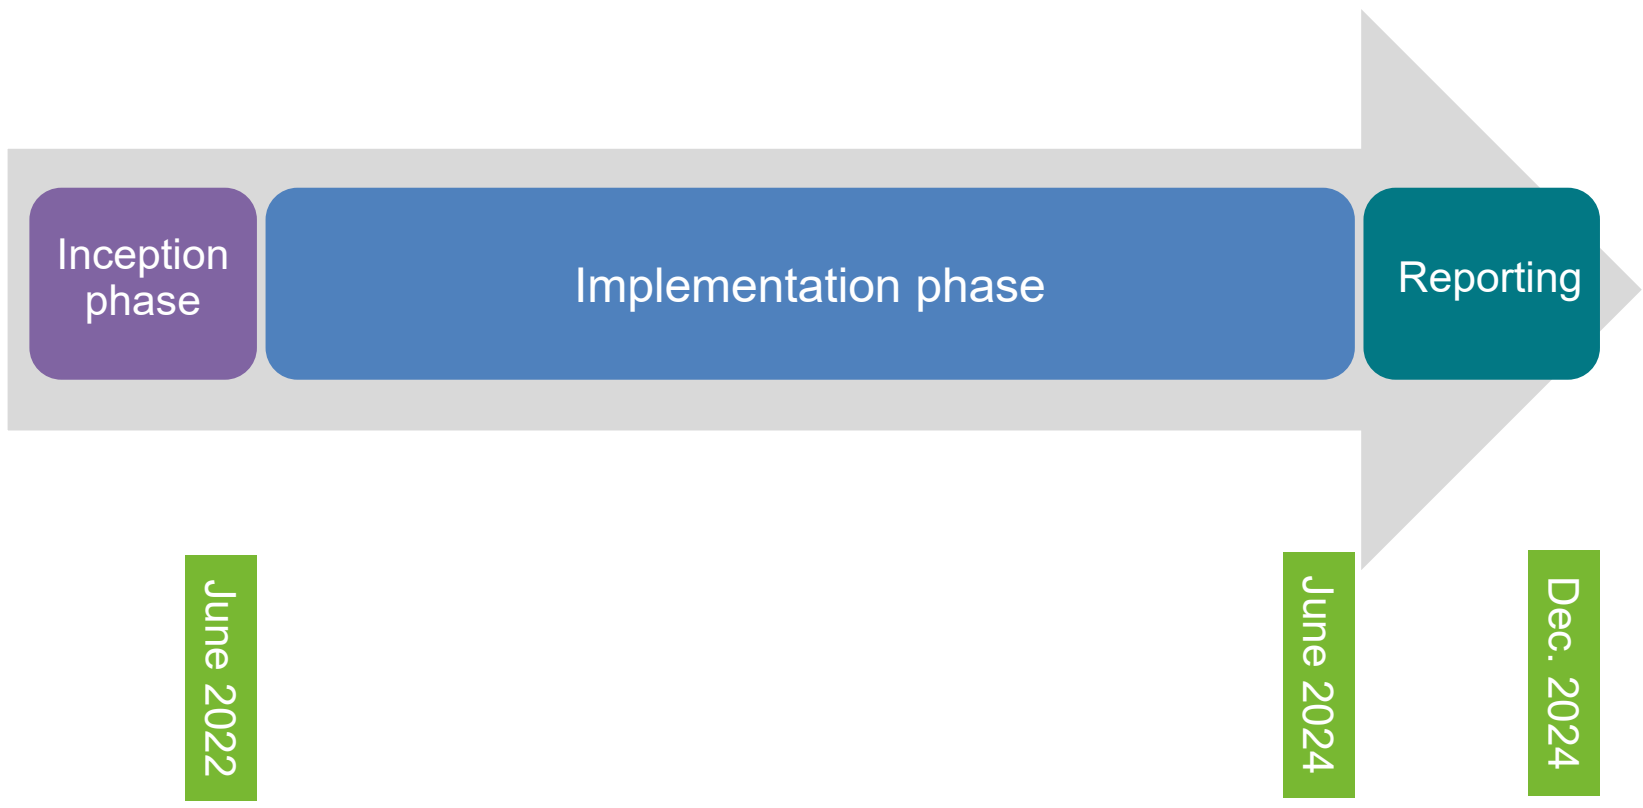 Inception
phase
Implementation phase
Reporting
June 2022
June 2024
Dec. 2024